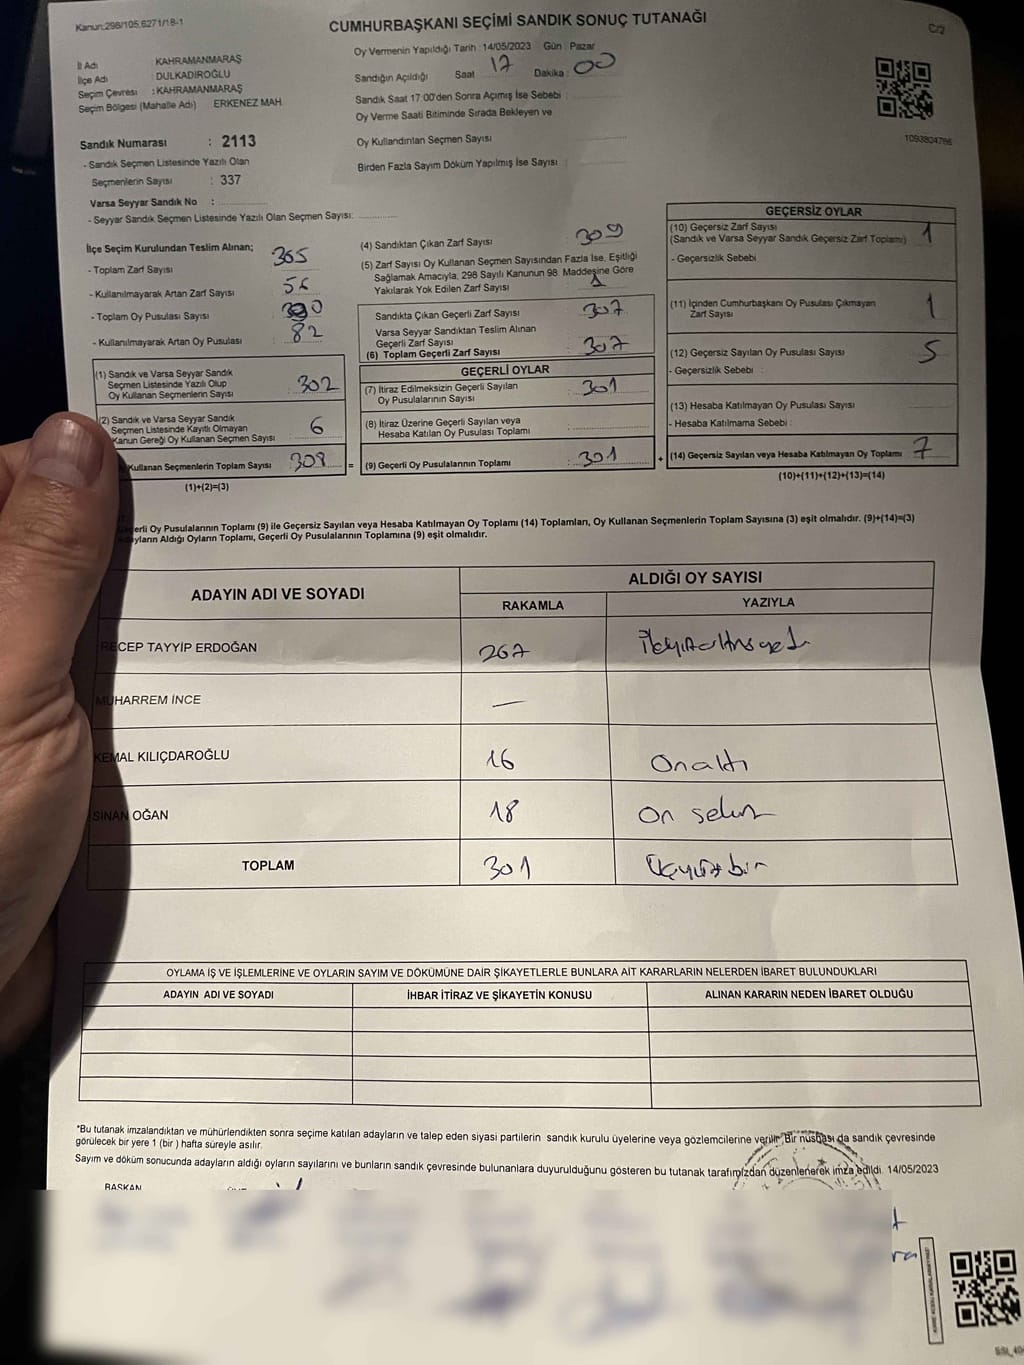 Kanun:298/105,6271/18-1
CUMHURBAŞKANI SEÇİMİ SANDIK SONUÇ TUTANAĞI
C/2
İl Adı : KAHRAMANMARAŞ
İlçe Adı : DULKADİROĞLU
Seçim Çevresi : KAHRAMANMARAŞ
Seçim Bölgesi (Mahalle Adı) ERKENEZ MAH.
Oy Vermenin Yapıldığı Tarih :14/05/2023 Gün : Pazar
Sandığın Açıldığı Saat : 17 Dakika : 00
Sandık Saat 17:00'den Sonra Açımış İse Sebebi :
Oy Verme Saati Bitiminde Sırada Bekleyen ve
Oy Kullandırılan Seçmen Sayısı
Birden Fazla Sayım Döküm Yapılmış İse Sayısı :
Sandık Numarası : 2113
- Sandık Seçmen Listesinde Yazılı Olan
Seçmenlerin Sayısı : 337
Varsa Seyyar Sandık No :
- Seyyar Sandık Seçmen Listesinde Yazılı Olan Seçmen Sayısı:
İlçe Seçim Kurulundan Teslim Alınan;
- Toplam Zarf Sayısı 365
- Kullanılmayarak Artan Zarf Sayısı 56
- Toplam Oy Pusulası Sayısı
- Kullanılmayarak Artan Oy Pusulası 82
(1) Sandık ve Varsa Seyyar Sandık
Seçmen Listesinde Yazılı Olup
Oy Kullanan Seçmenlerin Sayısı 302
(2) Sandık ve Varsa Seyyar Sandık
Seçmen Listesinde Kayıtlı Olmayan
Kanun Gereği Oy Kullanan Seçmen Sayısı 6
Kullanan Seçmenlerin Toplam Sayısı 308 =
(1)+(2)=(3)
(4) Sandıktan Çıkan Zarf Sayısı 309
(5) Zarf Sayısı Oy Kullanan Seçmen Sayısından Fazla İse, Eşitliği
Sağlamak Amacıyla, 298 Sayılı Kanunun 98. Maddesine Göre
Yakılarak Yok Edilen Zarf Sayısı 1
Sandıkta Çıkan Geçerli Zarf Sayısı : 307
Varsa Seyyar Sandıktan Teslim Alınan
Geçerli Zarf Sayısı
(6) Toplam Geçerli Zarf Sayısı : 307
GEÇERLİ OYLAR
(7) İtiraz Edilmeksizin Geçerli Sayılan
Oy Pusulalarının Sayısı : 301
(8) İtiraz Üzerine Geçerli Sayılan veya
Hesaba Katılan Oy Pusulası Toplamı :
(9) Geçerli Oy Pusulalarının Toplamı : 301 +
1093804766
GEÇERSİZ OYLAR
(10) Geçersiz Zarf Sayısı
(Sandık ve Varsa Seyyar Sandık Geçersiz Zarf Toplamı) 1
- Geçersizlik Sebebi
(11) İçinden Cumhurbaşkanı Oy Pusulası Çıkmayan
Zarf Sayısı 1
(12) Geçersiz Sayılan Oy Pusulası Sayısı 5
- Geçersizlik Sebebi :
(13) Hesaba Katılmayan Oy Pusulası Sayısı
- Hesaba Katılmama Sebebi :
(14) Geçersiz Sayılan veya Hesaba Katılmayan Oy Toplamı 7
(10)+(11)+(12)+(13)=(14)
Geçerli Oy Pusulalarının Toplamı (9) ile Geçersiz Sayılan veya Hesaba Katılmayan Oy Toplamı (14) Toplamları, Oy Kullanan Seçmenlerin Toplam Sayısına (3) eşit olmalıdır. (9)+(14)=(3)
Aldığı Oyların Toplamı, Geçerli Oy Pusulalarının Toplamına (9) eşit olmalıdır.
ADAYIN ADI VE SOYADI
ALDIĞI OY SAYISI
RAKAMLA YAZIYLA
RECEP TAYYİP ERDOĞAN 267 İkiyüzaltmışyedi
MUHARREM İNCE —
KEMAL KILIÇDAROĞLU 16 Onaltı
SİNAN OĞAN 18 On sekiz
TOPLAM 301 Üçyüzbir
OYLAMA İŞ VE İŞLEMLERİNE VE OYLARIN SAYIM VE DÖKÜMÜNE DAİR ŞİKAYETLERLE BUNLARA AİT KARARLARIN NELERDEN İBARET BULUNDUKLARI
ADAYIN ADI VE SOYADI İHBAR İTİRAZ VE ŞİKAYETİN KONUSU ALINAN KARARIN NEDEN İBARET OLDUĞU
*Bu tutanak imzalandıktan ve mühürlendikten sonra seçime katılan adayların ve talep eden siyasi partilerin sandık kurulu üyelerine veya gözlemcilerine verilir. Bir nüshası da sandık çevresinde
görülecek bir yere 1 (bir ) hafta süreyle asılır.
Sayım ve döküm sonucunda adayların aldığı oyların sayılarını ve bunların sandık çevresinde bulunanlara duyurulduğunu gösteren bu tutanak tarafımızdan düzenlenerek imza edildi. 14/05/2023
BAŞKAN